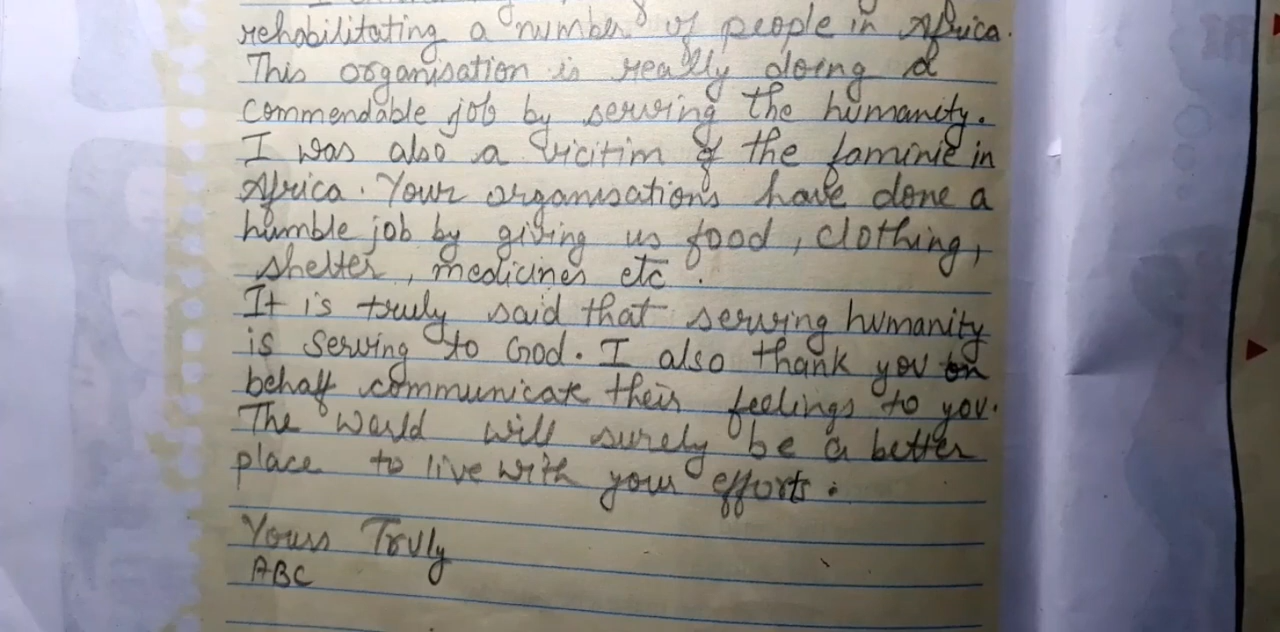 rehabilitating a number of people in Africa.
This organisation is really doing a
commendable job by serving the humanity.
I was also a vicitim of the faminie in
Africa. Your organisations have done a
humble job by giving us food, clothing,
shelter, medicines etc.
It is truly said that serving humanity
is serving to God. I also thank you on
behalf communicate their feelings to you.
The world will surely be a better
place to live with your efforts.
Yours Truly
ABC